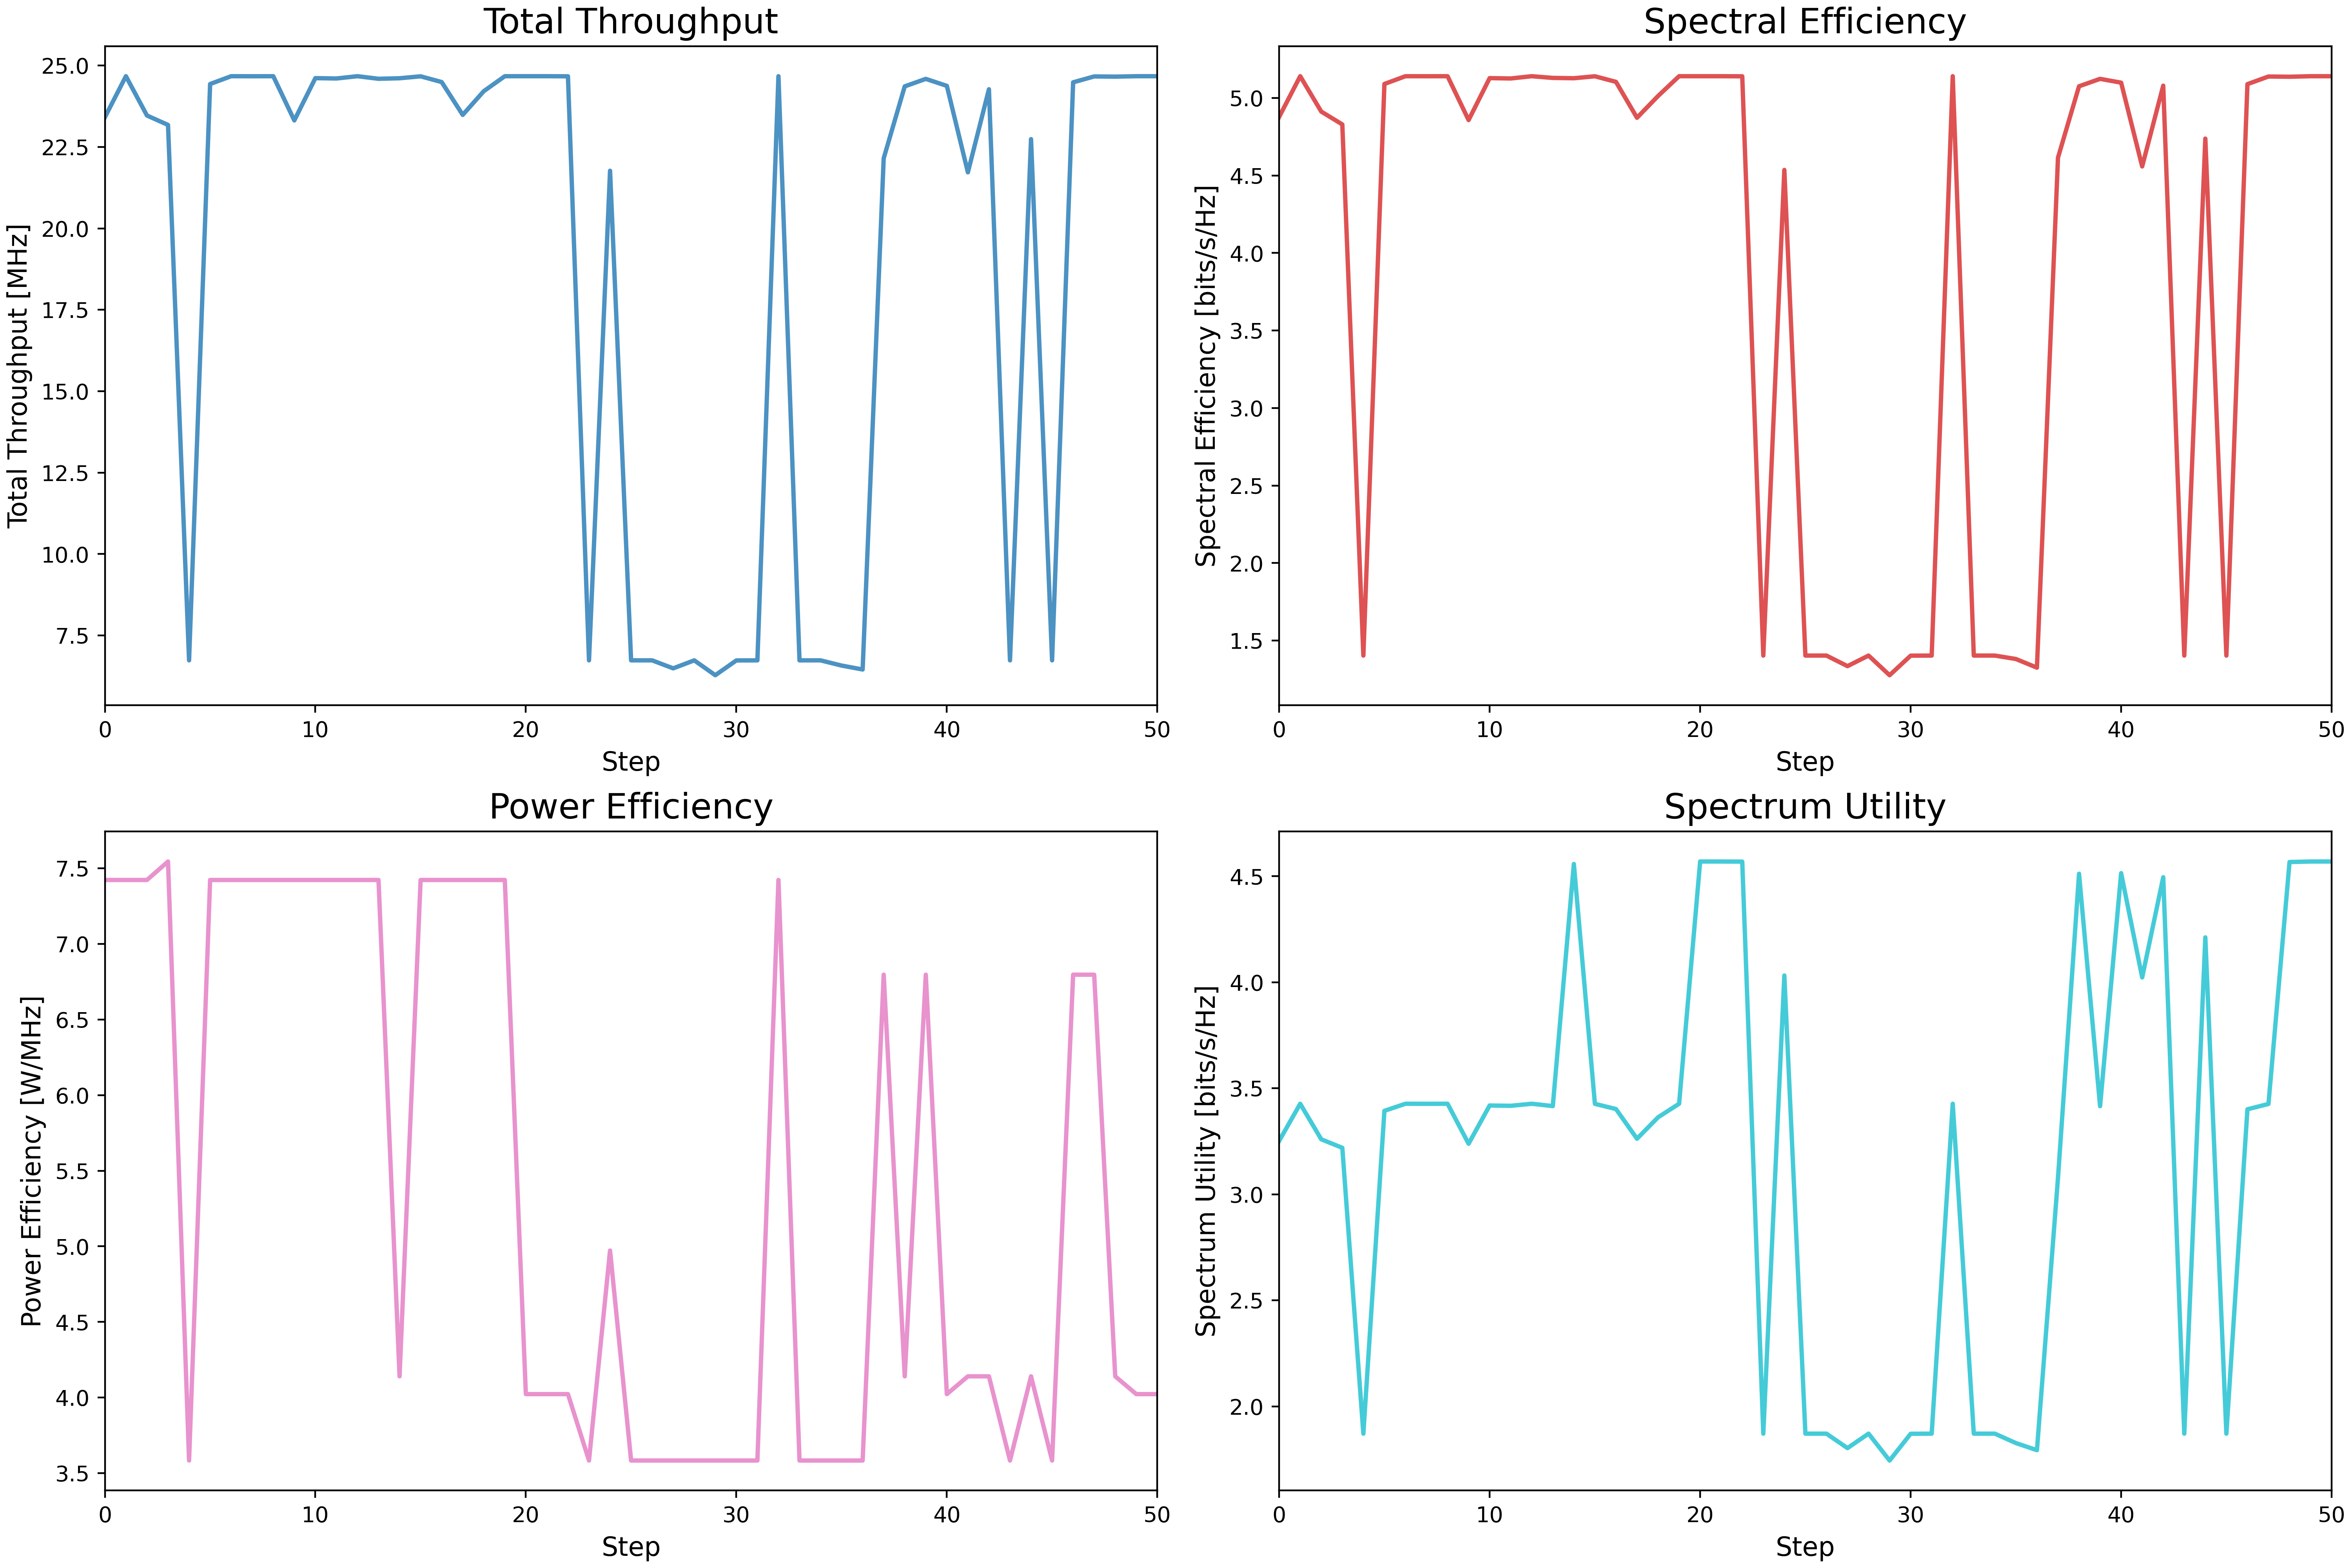 Total Throughput
Total Throughput [MHz]
25.0
22.5
20.0
17.5
15.0
12.5
10.0
7.5
0 10 20 30 40 50
Step
Spectral Efficiency
Spectral Efficiency [bits/s/Hz]
5.0
4.5
4.0
3.5
3.0
2.5
2.0
1.5
0 10 20 30 40 50
Step
Power Efficiency
Power Efficiency [W/MHz]
7.5
7.0
6.5
6.0
5.5
5.0
4.5
4.0
3.5
0 10 20 30 40 50
Step
Spectrum Utility
Spectrum Utility [bits/s/Hz]
4.5
4.0
3.5
3.0
2.5
2.0
0 10 20 30 40 50
Step